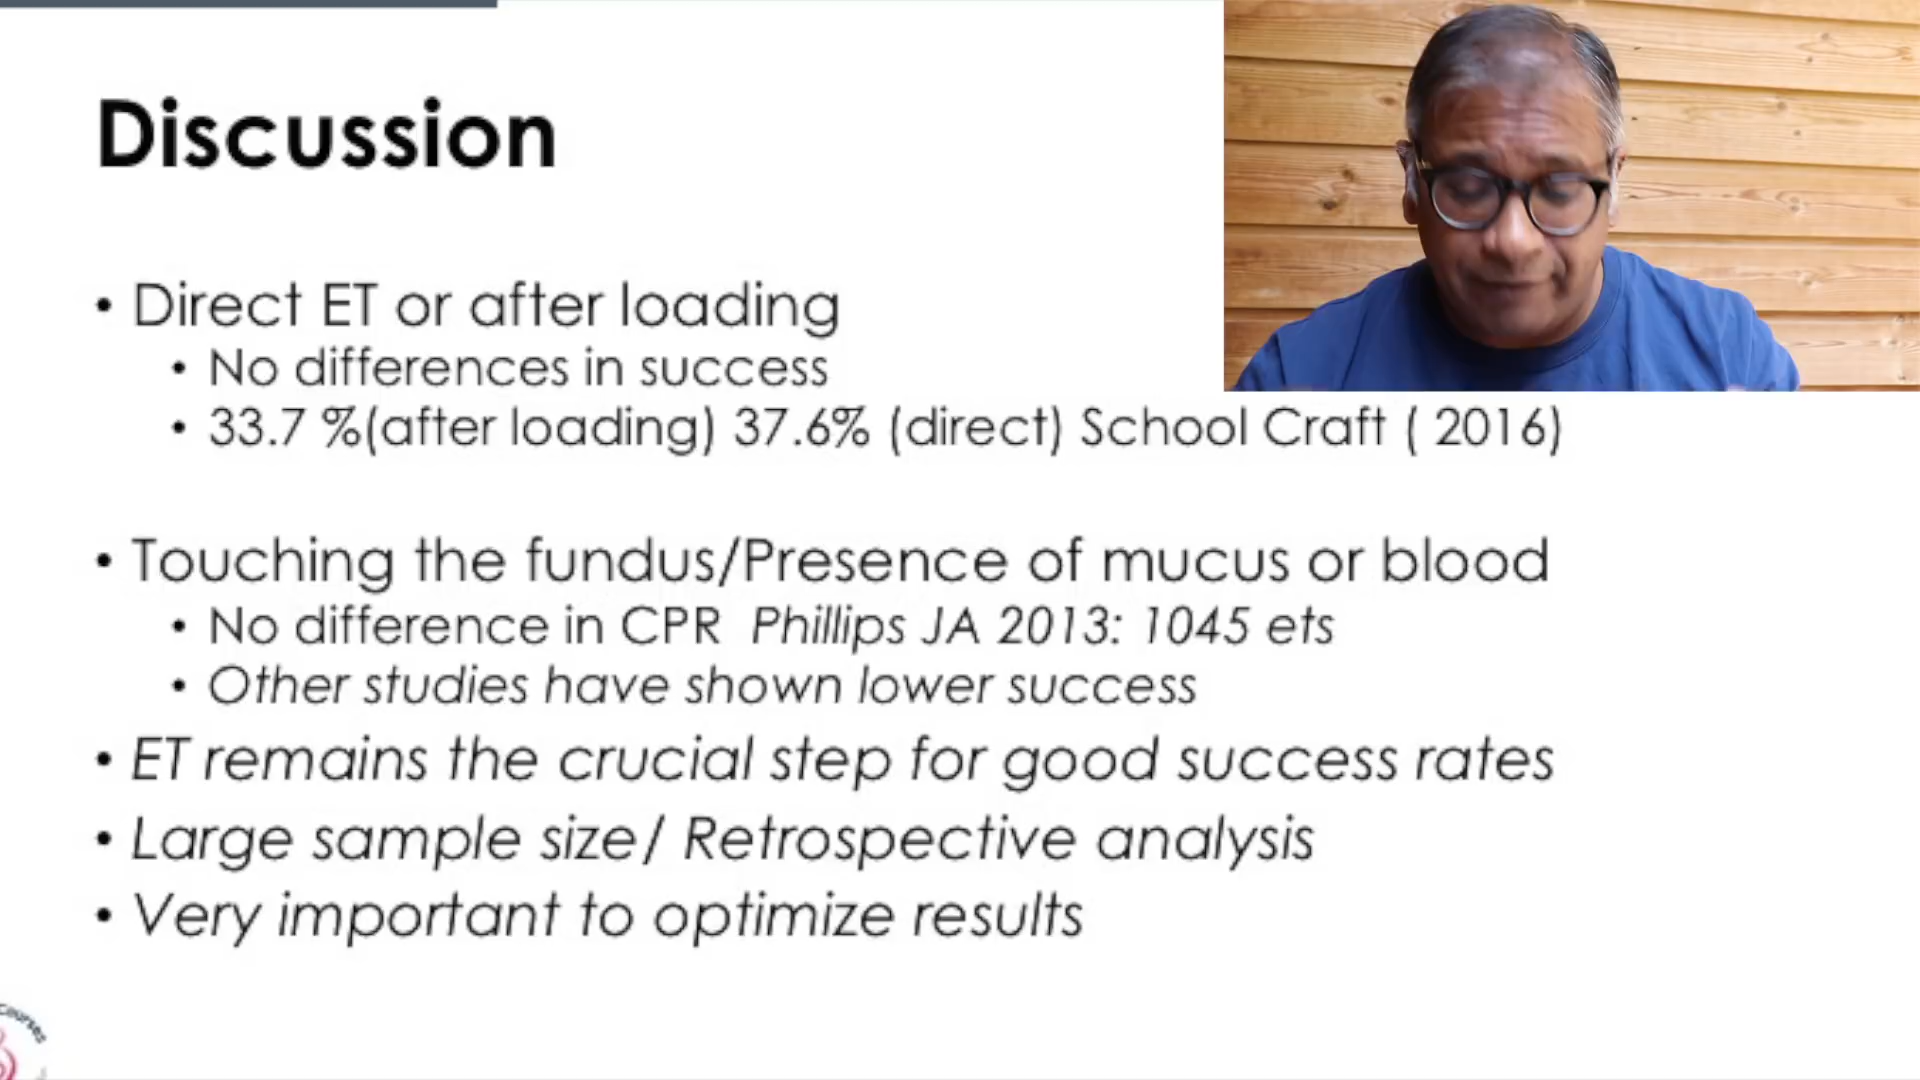 Discussion
• Direct ET or after loading
• No differences in success
• 33.7 %(after loading) 37.6% (direct) School Craft ( 2016)
• Touching the fundus/Presence of mucus or blood
• No difference in CPR Phillips JA 2013: 1045 ets
• Other studies have shown lower success
• ET remains the crucial step for good success rates
• Large sample size/ Retrospective analysis
• Very important to optimize results
Courses